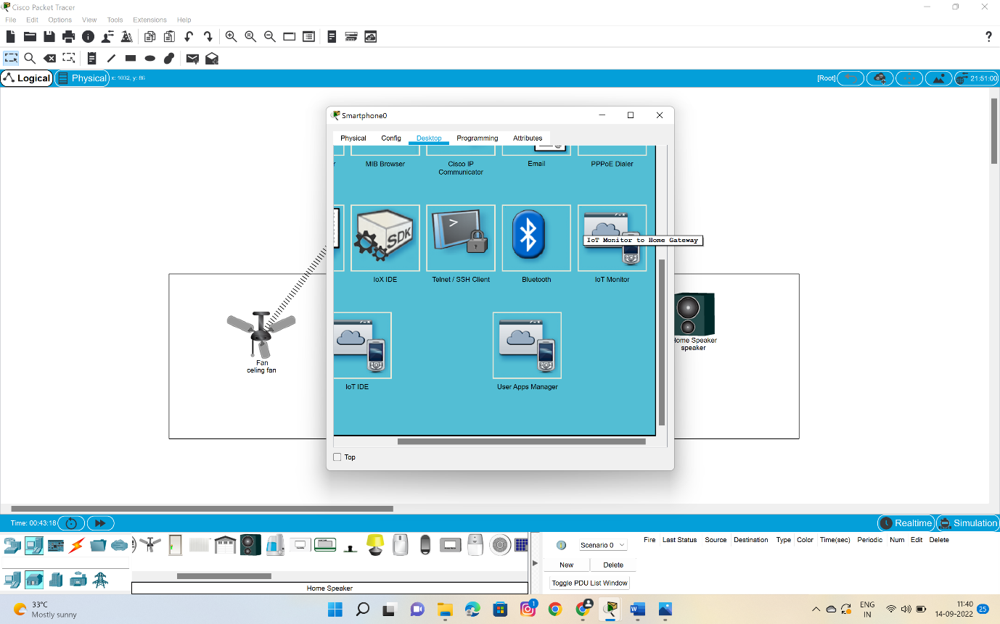 Cisco Packet Tracer
File Edit Options View Tools Extensions Help
?
Logical Physical x: 1032, y: 86 [Root] 21:51:00
Smartphone0
Physical Config Desktop Programming Attributes
MIB Browser Cisco IP Communicator Email PPPoE Dialer
SDK
IoT Monitor to Home Gateway
IoX IDE Telnet / SSH Client Bluetooth IoT Monitor
IoT IDE User Apps Manager
Top
Fan
celing fan
Home Speaker
speaker
Time: 00:43:18 Realtime Simulation
Scenario 0 Fire Last Status Source Destination Type Color Time(sec) Periodic Num Edit Delete
New Delete
Toggle PDU List Window
Home Speaker
33°C
Mostly sunny
1
ENG
IN
11:40
14-09-2022
25